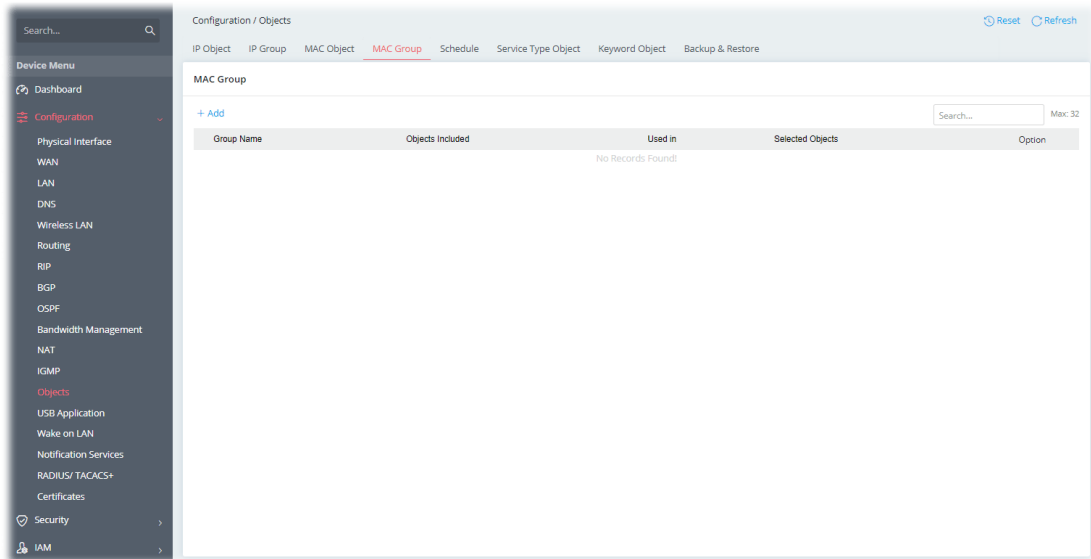 Search...
Device Menu
Dashboard
Configuration
Physical Interface
WAN
LAN
DNS
Wireless LAN
Routing
RIP
BGP
OSPF
Bandwidth Management
NAT
IGMP
Objects
USB Application
Wake on LAN
Notification Services
RADIUS/ TACACS+
Certificates
Security
IAM
Configuration / Objects
Reset Refresh
IP Object IP Group MAC Object MAC Group Schedule Service Type Object Keyword Object Backup & Restore
MAC Group
+ Add Search... Max: 32
Group Name Objects Included Used in Selected Objects Option
No Records Found!